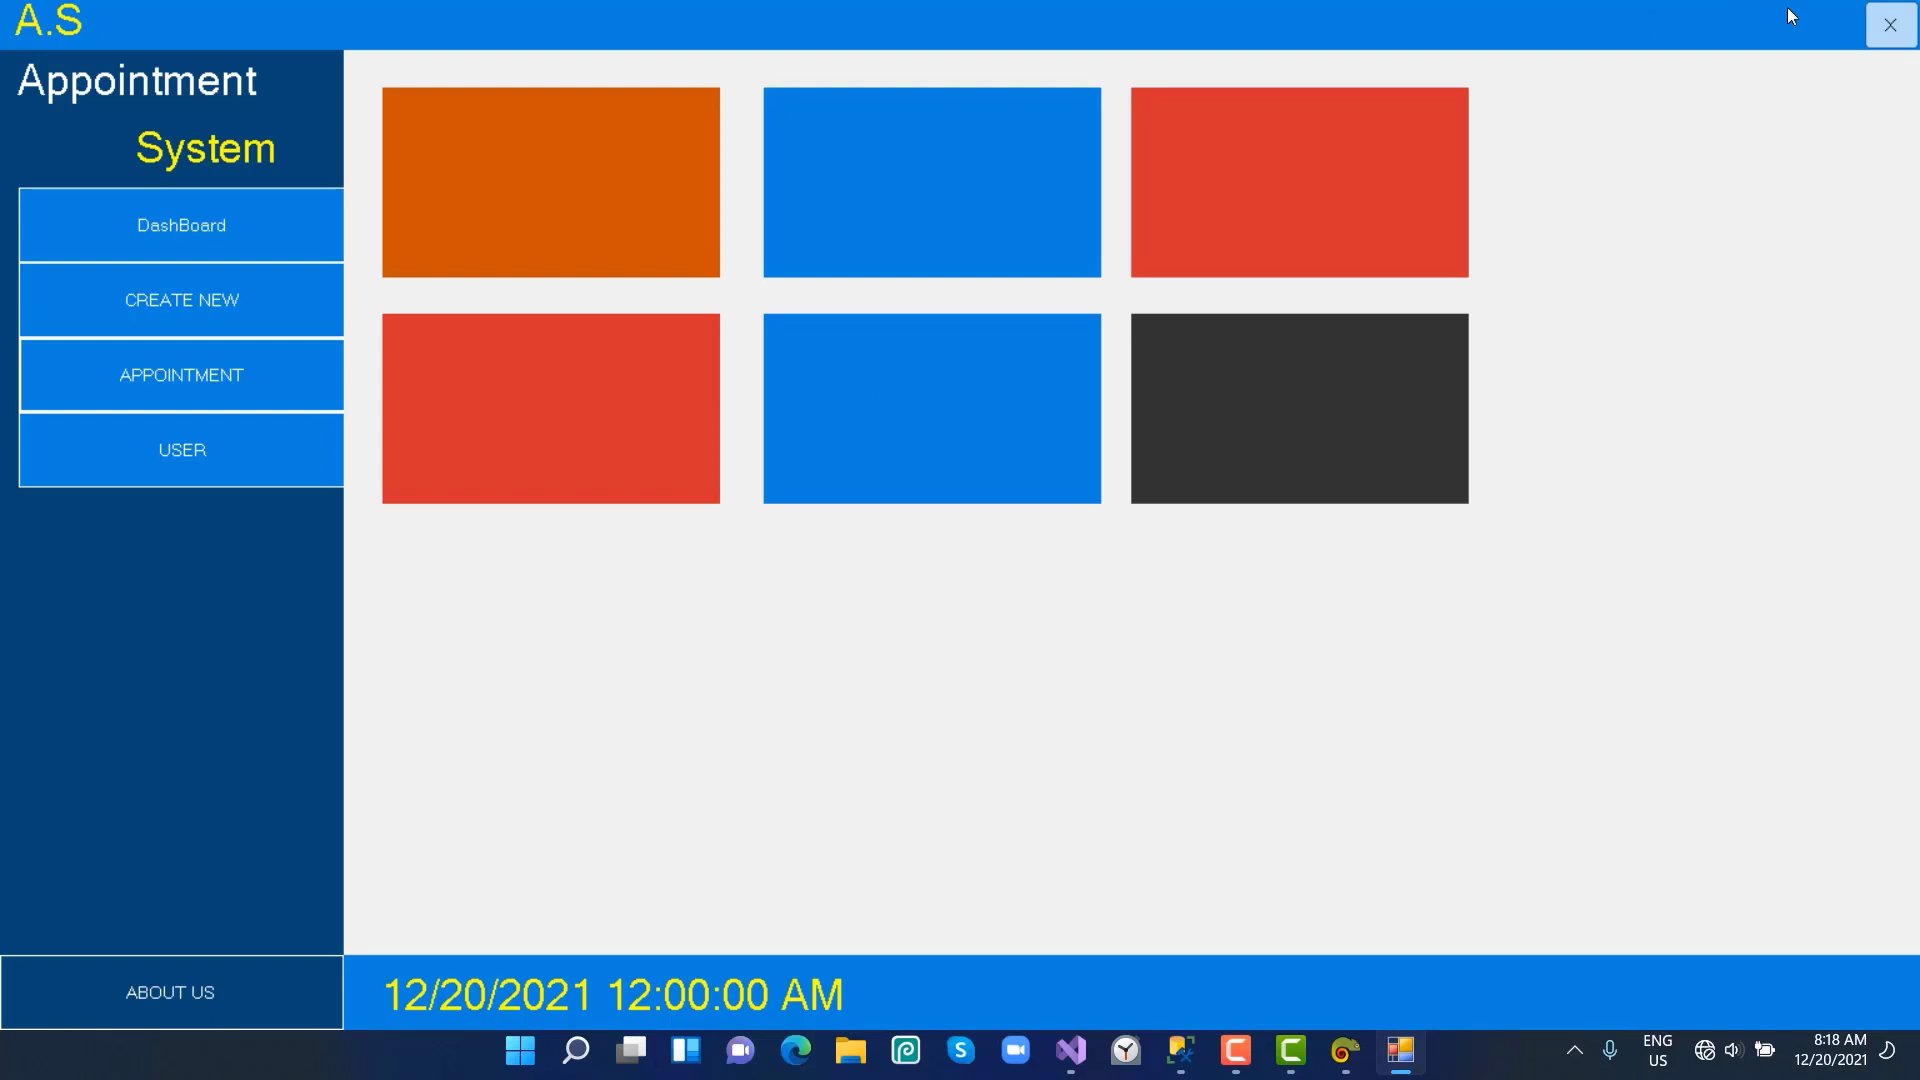 A.S
Appointment
System
DashBoard
CREATE NEW
APPOINTMENT
USER
ABOUT US
12/20/2021 12:00:00 AM
ENG
US
8:18 AM
12/20/2021